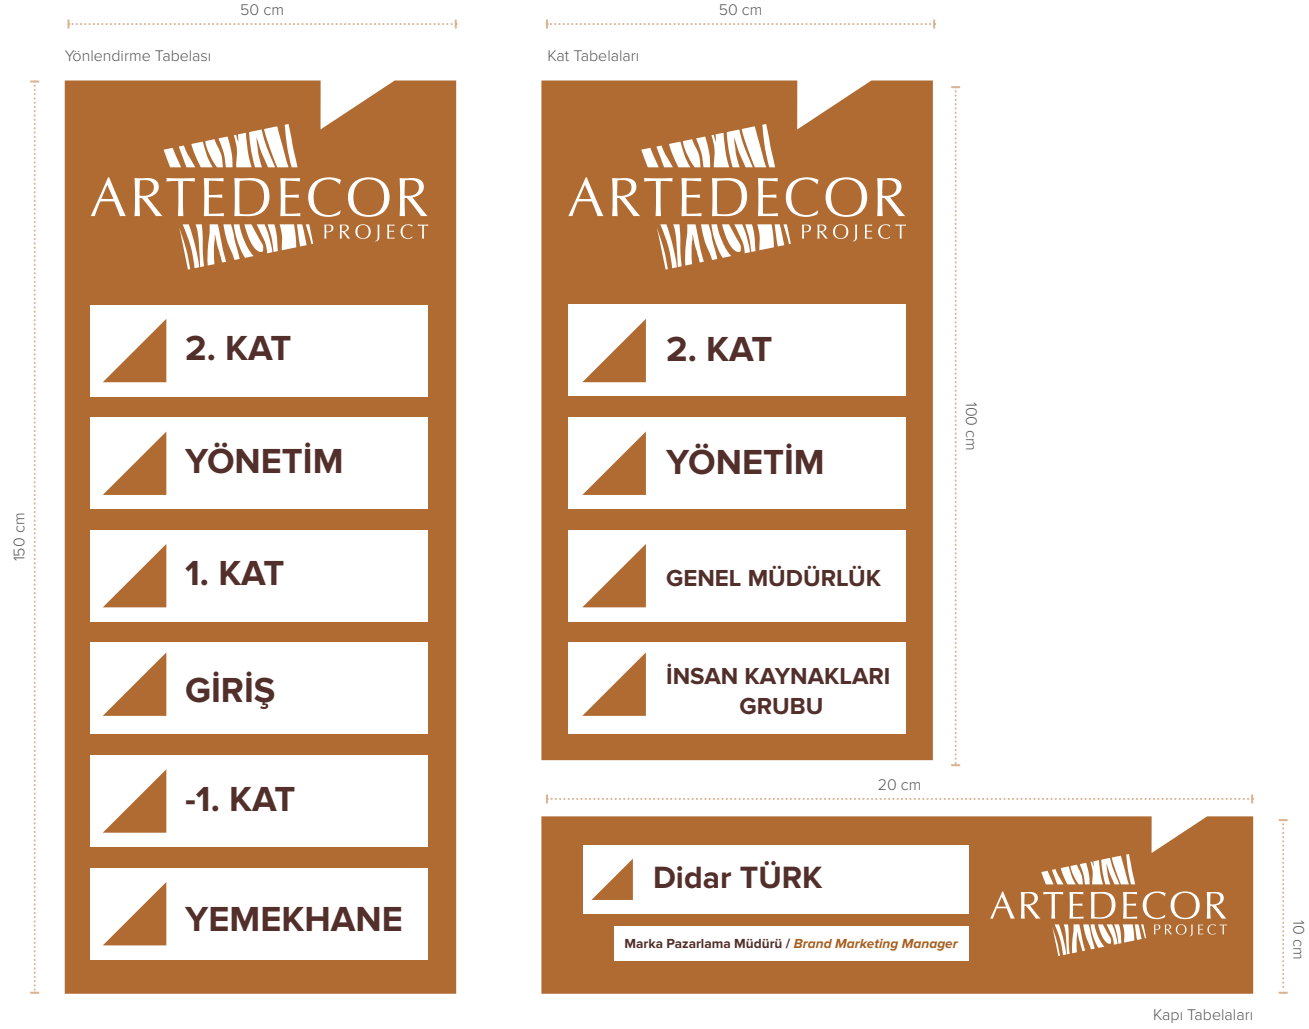 50 cm
Yönlendirme Tabelası
150 cm
ARTEDECOR
PROJECT
2. KAT
YÖNETİM
1. KAT
GİRİŞ
-1. KAT
YEMEKHANE
50 cm
Kat Tabelaları
100 cm
ARTEDECOR
PROJECT
2. KAT
YÖNETİM
GENEL MÜDÜRLÜK
İNSAN KAYNAKLARI
GRUBU
20 cm
Didar TÜRK
Marka Pazarlama Müdürü / Brand Marketing Manager
ARTEDECOR
PROJECT
10 cm
Kapı Tabelaları